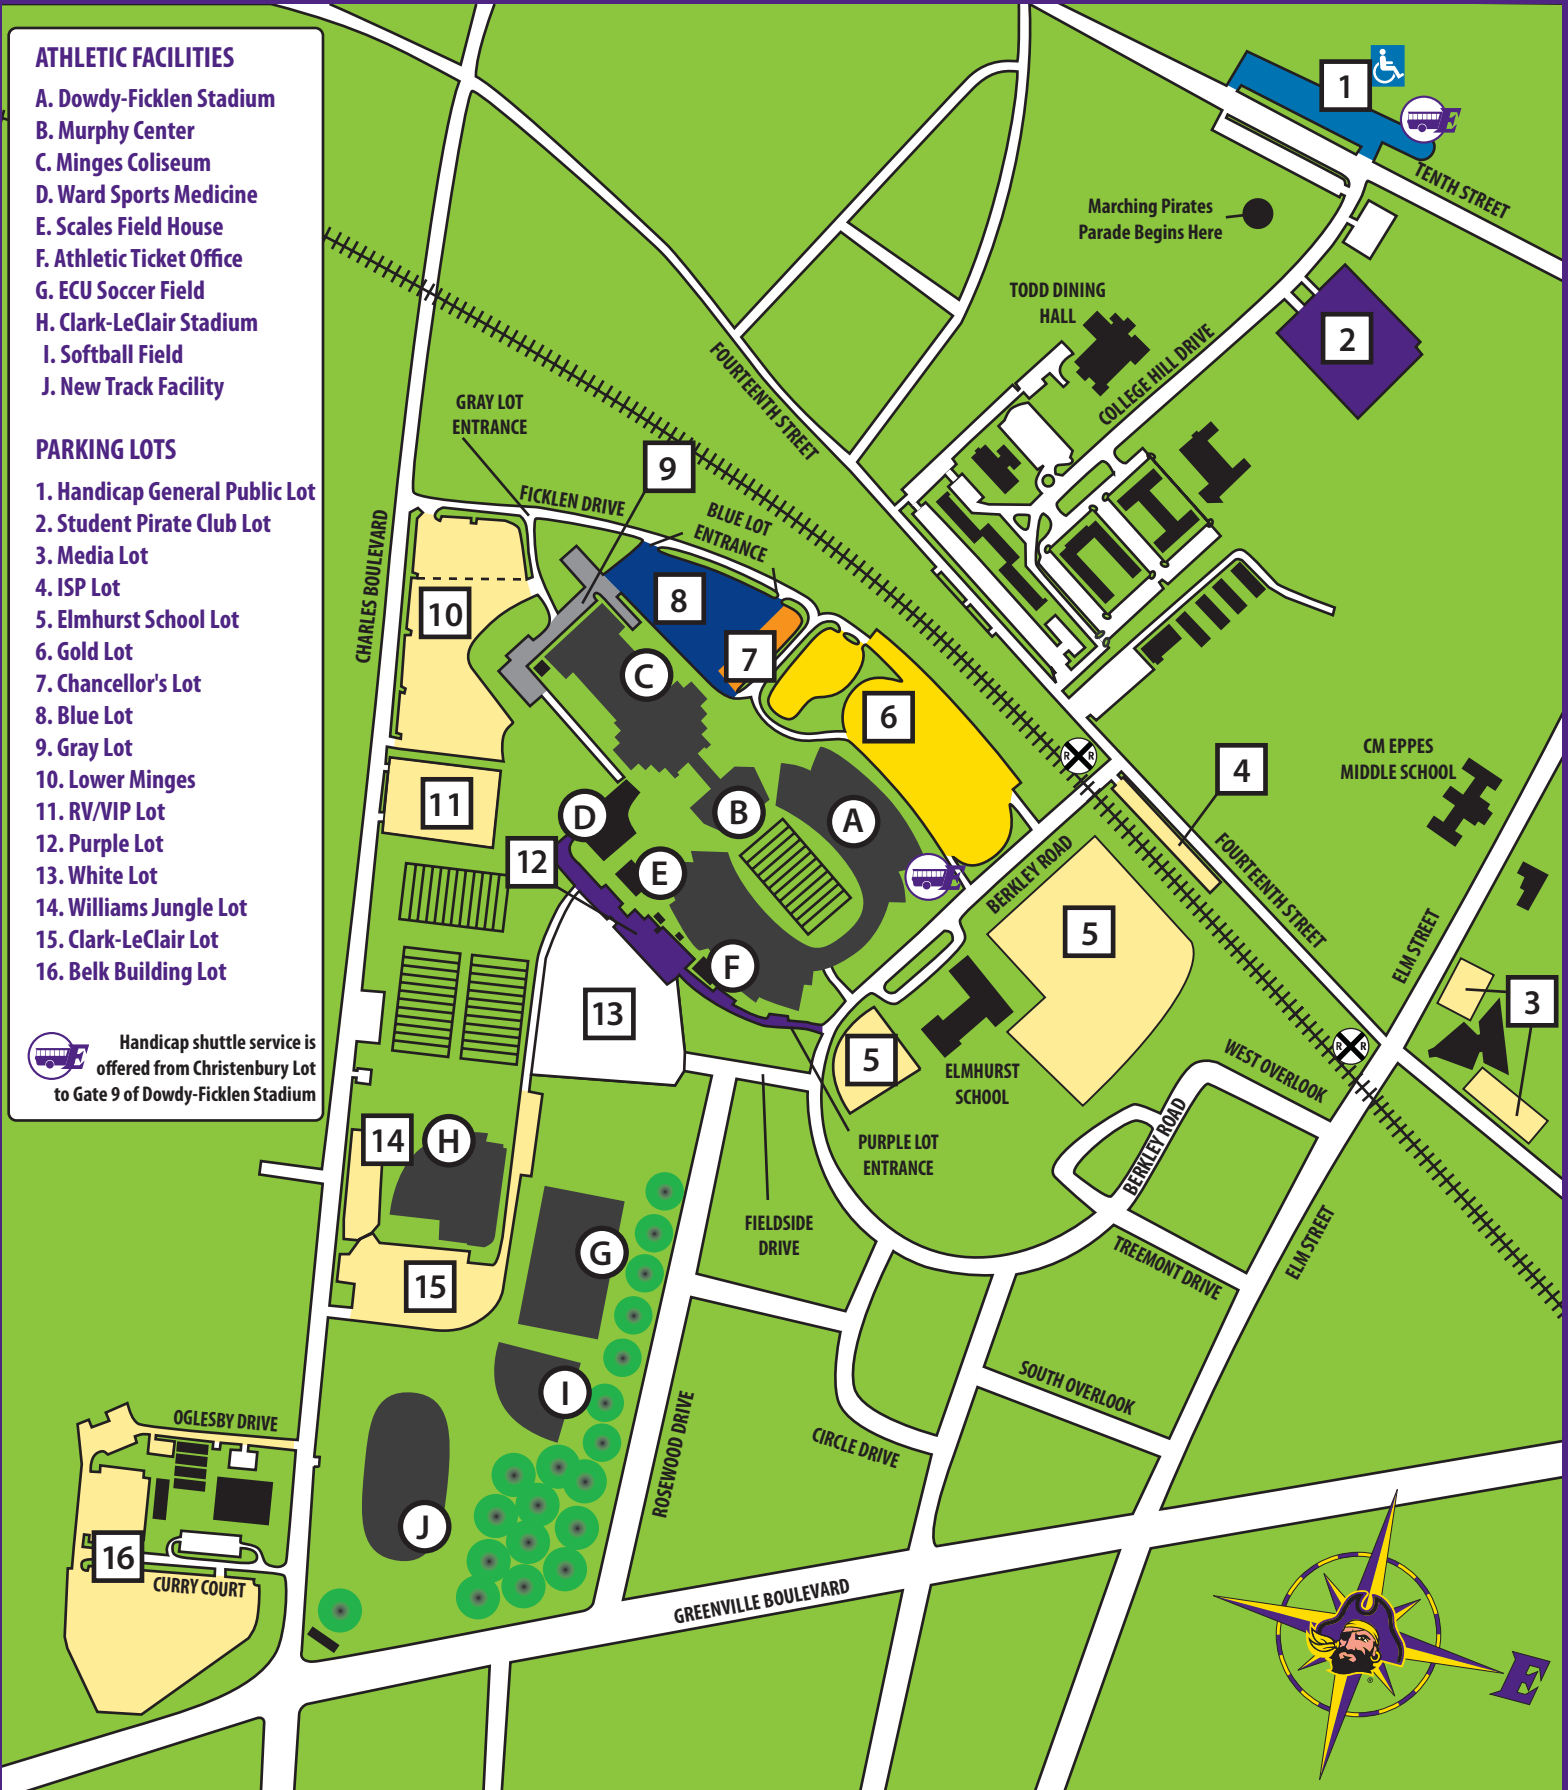 ATHLETIC FACILITIES
A. Dowdy-Ficklen Stadium
B. Murphy Center
C. Minges Coliseum
D. Ward Sports Medicine
E. Scales Field House
F. Athletic Ticket Office
G. ECU Soccer Field
H. Clark-LeClair Stadium
I. Softball Field
J. New Track Facility
PARKING LOTS
1. Handicap General Public Lot
2. Student Pirate Club Lot
3. Media Lot
4. ISP Lot
5. Elmhurst School Lot
6. Gold Lot
7. Chancellor's Lot
8. Blue Lot
9. Gray Lot
10. Lower Minges
11. RV/VIP Lot
12. Purple Lot
13. White Lot
14. Williams Jungle Lot
15. Clark-LeClair Lot
16. Belk Building Lot
E
Handicap shuttle service is
offered from Christenbury Lot
to Gate 9 of Dowdy-Ficklen Stadium
1
E
TENTH STREET
Marching Pirates
Parade Begins Here
TODD DINING
HALL
2
COLLEGE HILL DRIVE
FOURTEENTH STREET
GRAY LOT
ENTRANCE
9
FICKLEN DRIVE
BLUE LOT
ENTRANCE
CHARLES BOULEVARD
10
8
7
C
6
R R
4
CM EPPES
MIDDLE SCHOOL
11
D
B
A
12
E
E
BERKLEY ROAD
FOURTEENTH STREET
5
ELM STREET
F
13
3
5
ELMHURST
SCHOOL
R R
WEST OVERLOOK
14
H
PURPLE LOT
ENTRANCE
BERKLEY ROAD
FIELDSIDE
DRIVE
G
TREEMONT DRIVE
ELM STREET
15
I
SOUTH OVERLOOK
OGLESBY DRIVE
ROSEWOOD DRIVE
CIRCLE DRIVE
J
16
CURRY COURT
GREENVILLE BOULEVARD
E
®